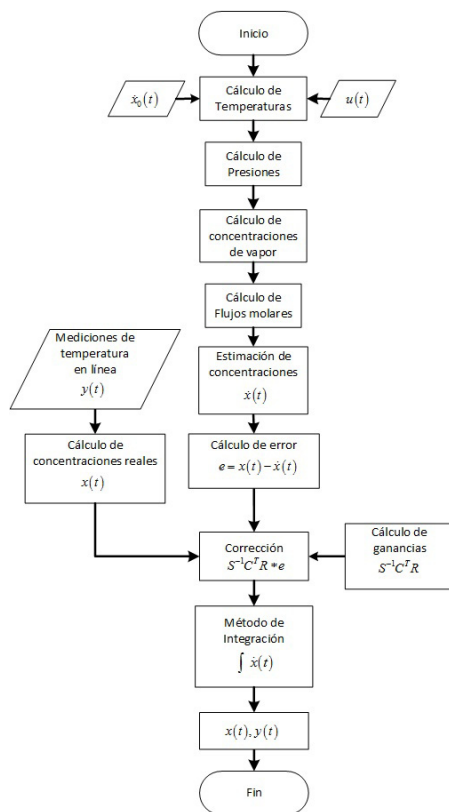 Inicio
ẋ₀(t)
Cálculo de
Temperaturas
u(t)
Cálculo de
Presiones
Cálculo de
concentraciones
de vapor
Cálculo de
Flujos molares
Mediciones de
temperatura
en línea
y(t)
Estimación de
concentraciones
ẋ(t)
Cálculo de
concentraciones reales
x(t)
Cálculo de error
e = x(t) − ẋ(t)
Corrección
S⁻¹CᵀR * e
Cálculo de
ganancias
S⁻¹CᵀR
Método de
Integración
∫ ẋ(t)
x(t), y(t)
Fin